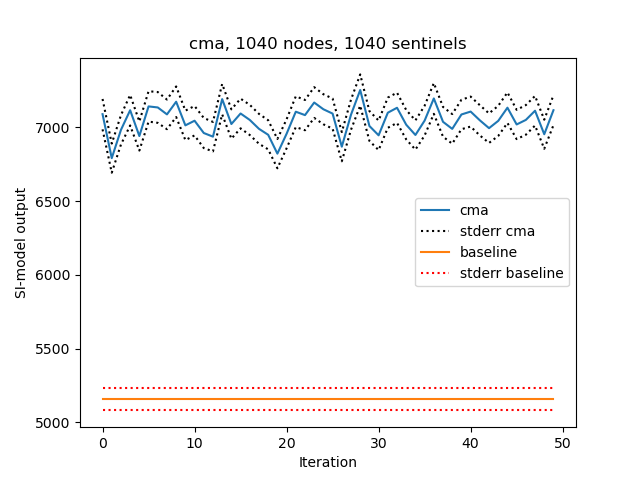 cma, 1040 nodes, 1040 sentinels
SI-model output
7000
6500
6000
5500
5000
cma
stderr cma
baseline
stderr baseline
0 10 20 30 40 50
Iteration